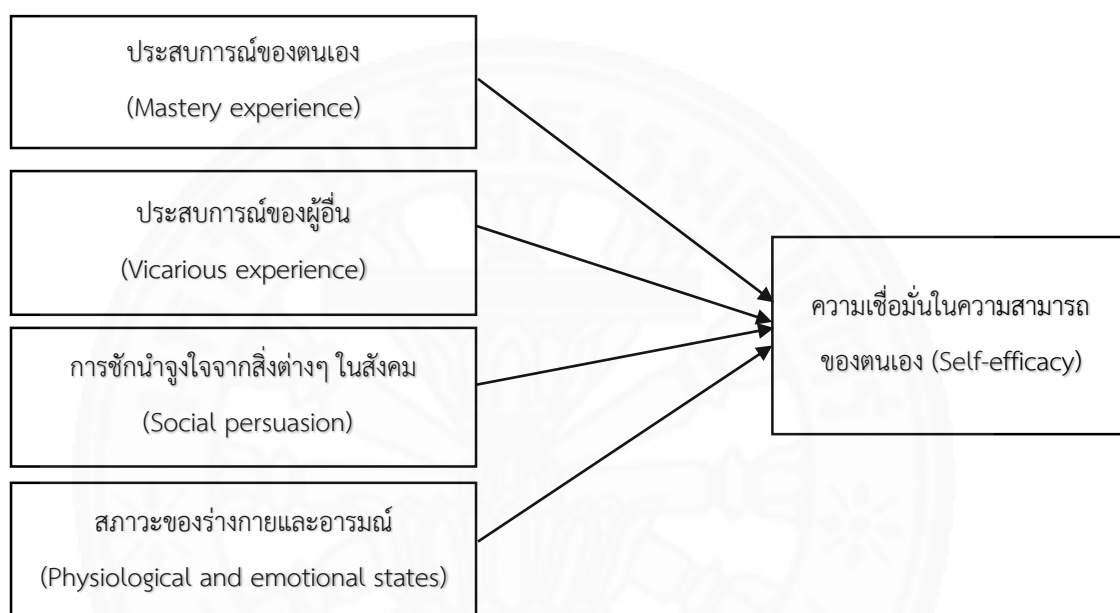 ประสบการณ์ของตนเอง
(Mastery experience)
ประสบการณ์ของผู้อื่น
(Vicarious experience)
การชักนำจูงใจจากสิ่งต่างๆ ในสังคม
(Social persuasion)
สภาวะของร่างกายและอารมณ์
(Physiological and emotional states)
ความเชื่อมั่นในความสามารถ
ของตนเอง (Self-efficacy)